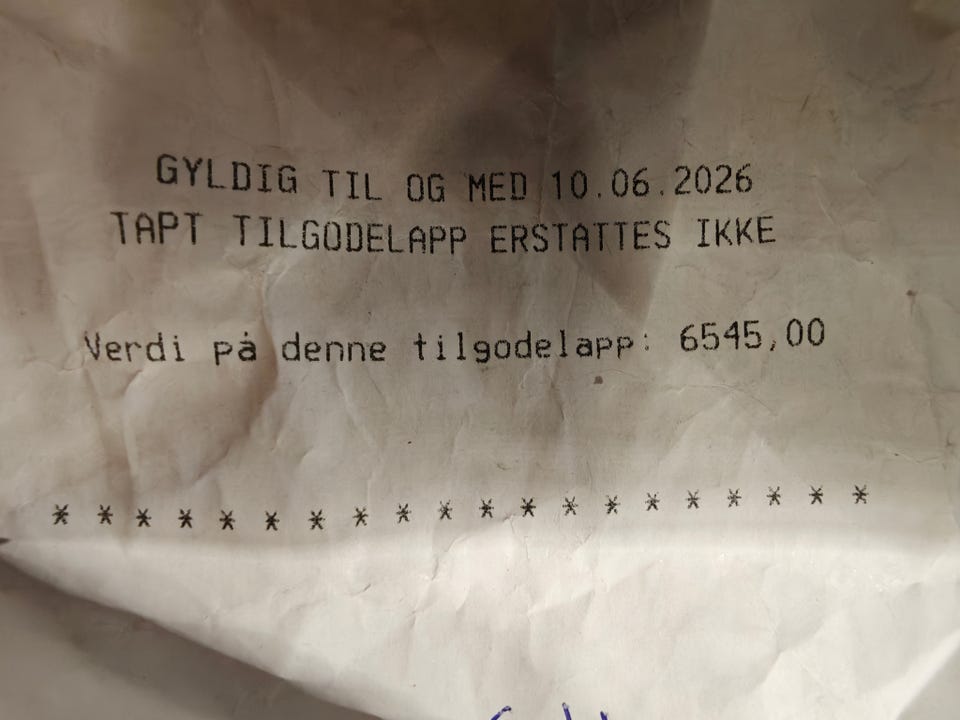 GYLDIG TIL OG MED 10.06.2026
TAPT TILGODELAPP ERSTATTES IKKE
Verdi på denne tilgodelapp: 6545,00
* * * * * * * * * * * * * * * * * * * *